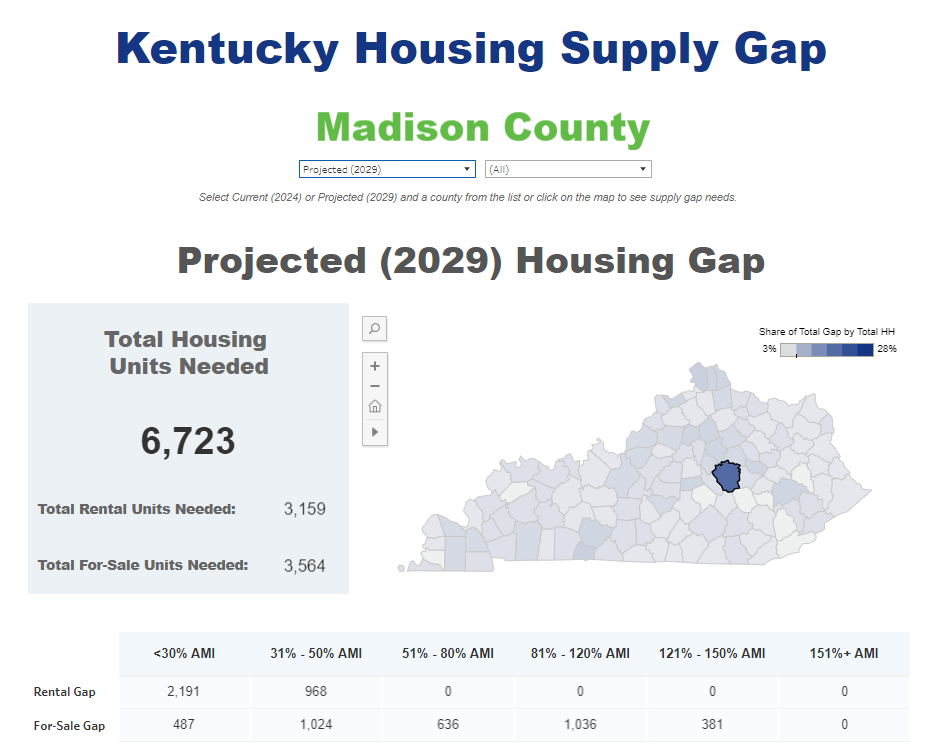 Kentucky Housing Supply Gap
Madison County
Projected (2029) (All)
Select Current (2024) or Projected (2029) and a county from the list or click on the map to see supply gap needs.
Projected (2029) Housing Gap
Total Housing
Units Needed
6,723
Total Rental Units Needed: 3,159
Total For-Sale Units Needed: 3,564
Share of Total Gap by Total HH
3% 28%
<30% AMI 31% - 50% AMI 51% - 80% AMI 81% - 120% AMI 121% - 150% AMI 151%+ AMI
Rental Gap 2,191 968 0 0 0 0
For-Sale Gap 487 1,024 636 1,036 381 0